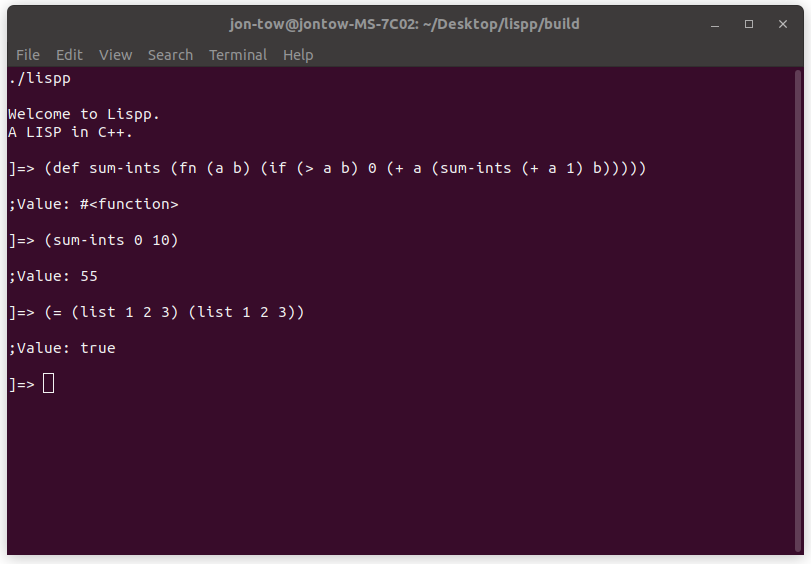 jon-tow@jontow-MS-7C02: ~/Desktop/lispp/build
File Edit View Search Terminal Help
./lispp
Welcome to Lispp.
A LISP in C++.
]=> (def sum-ints (fn (a b) (if (> a b) 0 (+ a (sum-ints (+ a 1) b)))))
;Value: #<function>
]=> (sum-ints 0 10)
;Value: 55
]=> (= (list 1 2 3) (list 1 2 3))
;Value: true
]=>